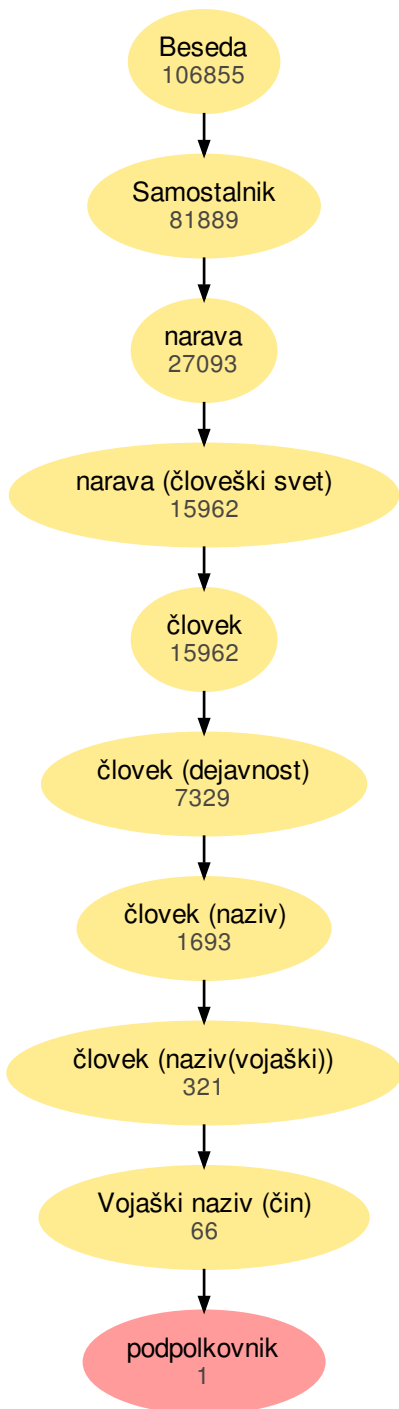 Beseda
106855
Samostalnik
81889
narava
27093
narava (človeški svet)
15962
človek
15962
človek (dejavnost)
7329
človek (naziv)
1693
človek (naziv(vojaški))
321
Vojaški naziv (čin)
66
podpolkovnik
1